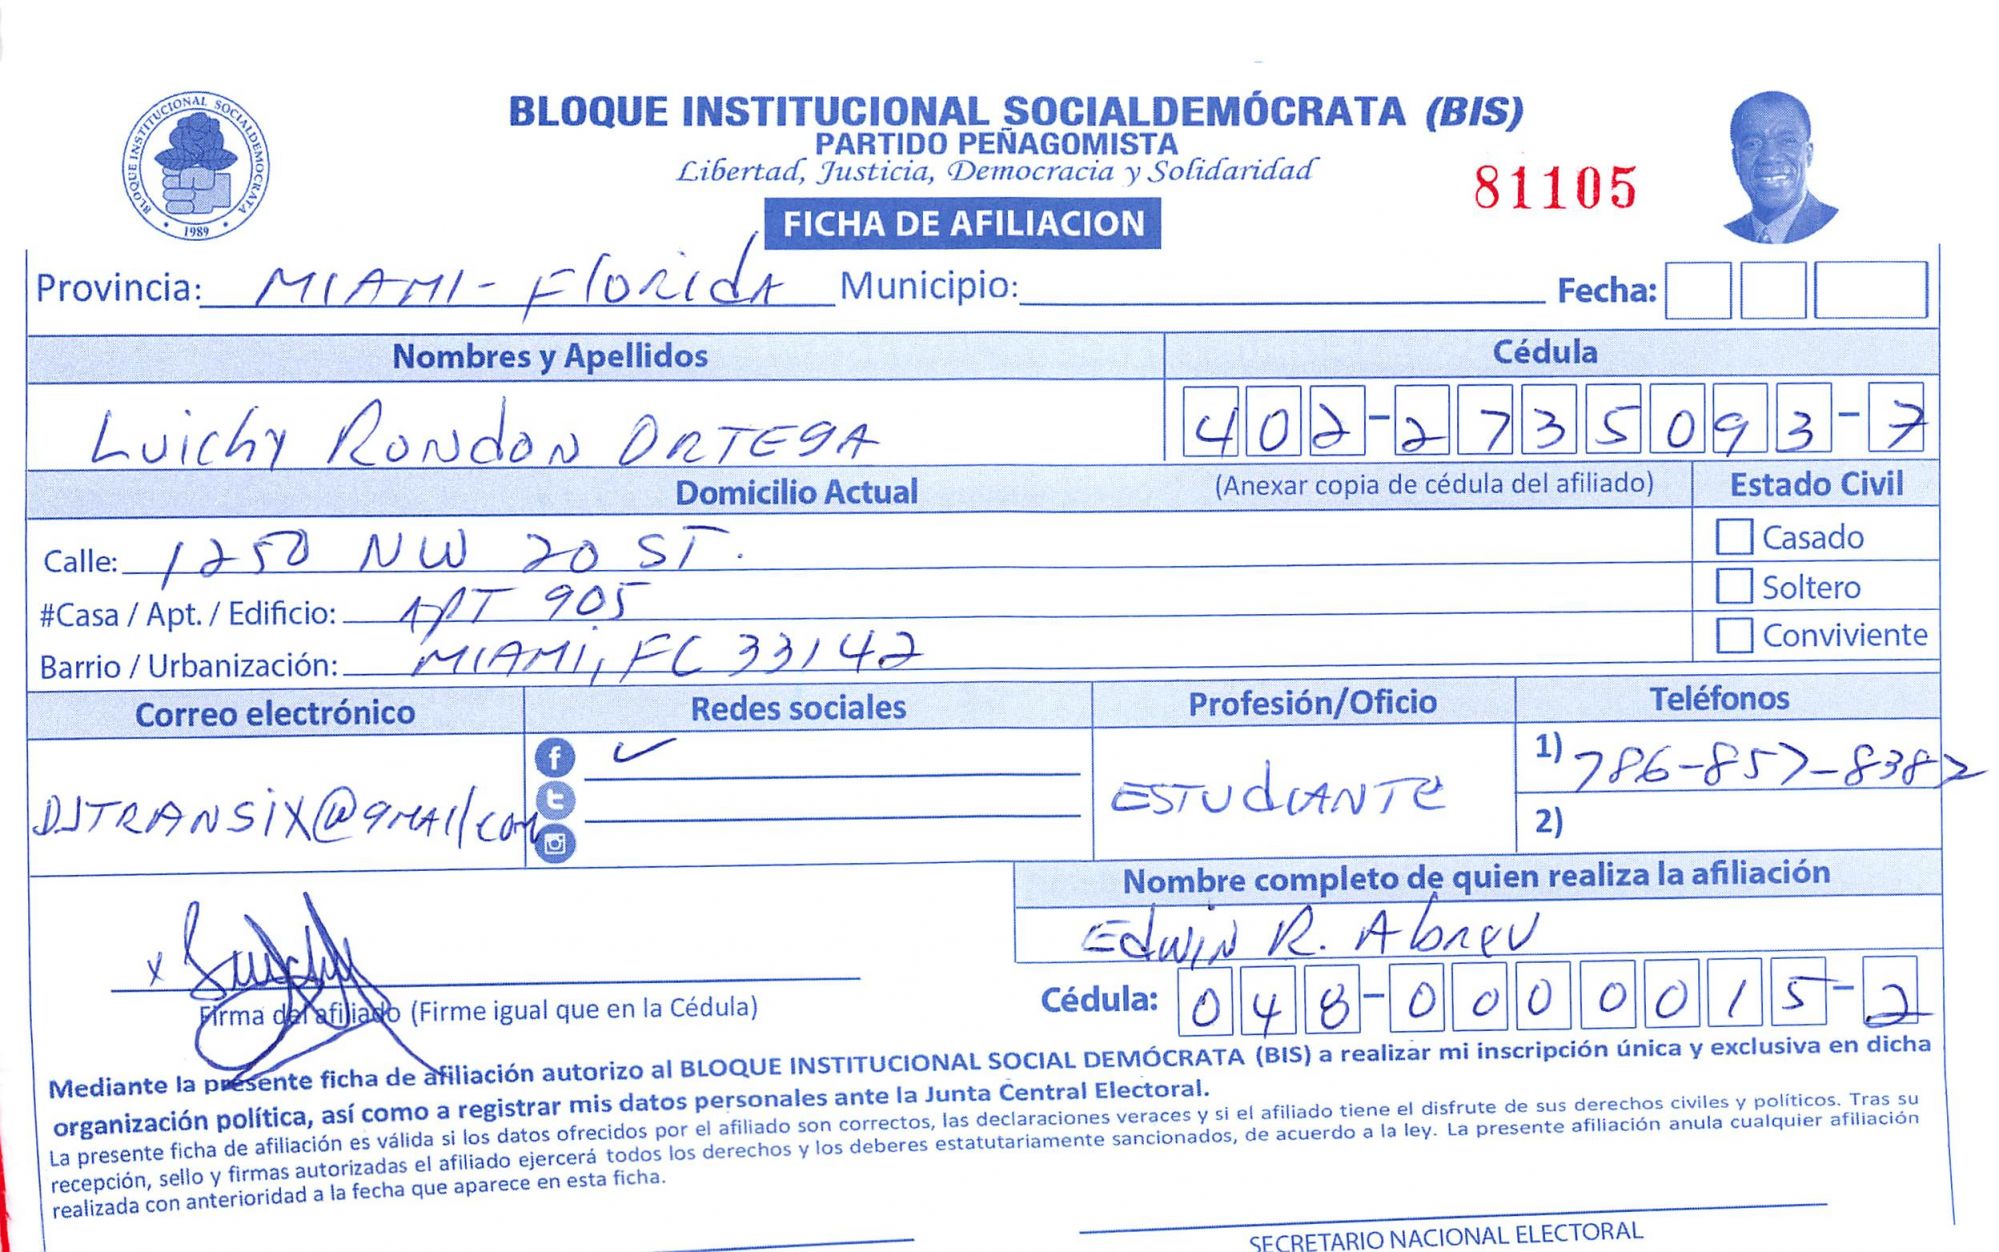 BLOQUE INSTITUCIONAL SOCIALDEMÓCRATA (BIS)
PARTIDO PEÑAGOMISTA
Libertad, Justicia, Democracia y Solidaridad
BLOQUE INSTITUCIONAL SOCIALDEMOCRATA
1989
81105
FICHA DE AFILIACION
Provincia: MIAMI - Florida Municipio: Fecha:
Nombres y Apellidos Cédula
Luichy Rondon ORTEGA 402-2735093-7
Domicilio Actual (Anexar copia de cédula del afiliado) Estado Civil
Calle: 1250 NW 20 ST. Casado
#Casa / Apt. / Edificio: APT 905 Soltero
Barrio / Urbanización: MIAMI, FL 33142 Conviviente
Correo electrónico Redes sociales Profesión/Oficio Teléfonos
DJTRANSIX@gmail.com ESTUDIANTE 1) 786-857-8382
2)
Nombre completo de quien realiza la afiliación
Edwin R. Abreu
Firma del afiliado (Firme igual que en la Cédula) Cédula: 048-0000015-2
Mediante la presente ficha de afiliación autorizo al BLOQUE INSTITUCIONAL SOCIAL DEMÓCRATA (BIS) a realizar mi inscripción única y exclusiva en dicha
organización política, así como a registrar mis datos personales ante la Junta Central Electoral.
La presente ficha de afiliación es válida si los datos ofrecidos por el afiliado son correctos, las declaraciones veraces y si el afiliado tiene el disfrute de sus derechos civiles y políticos. Tras su
recepción, sello y firmas autorizadas el afiliado ejercerá todos los derechos y los deberes estatutariamente sancionados, de acuerdo a la ley. La presente afiliación anula cualquier afiliación
realizada con anterioridad a la fecha que aparece en esta ficha.
SECRETARIO NACIONAL ELECTORAL